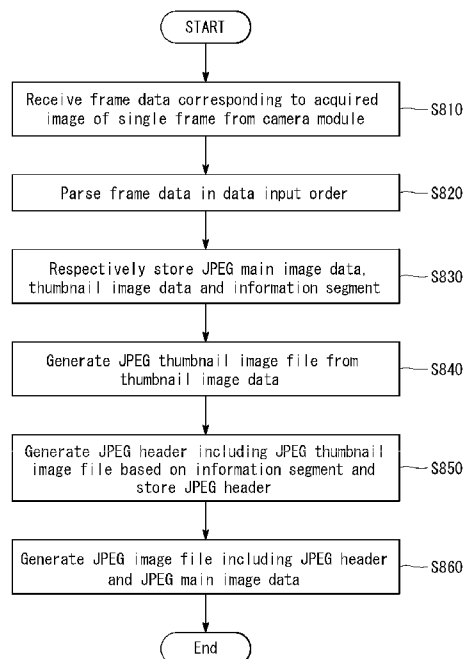 START
Receive frame data corresponding to acquired
image of single frame from camera module
S810
Parse frame data in data input order
S820
Respectively store JPEG main image data,
thumbnail image data and information segment
S830
Generate JPEG thumbnail image file from
thumbnail image data
S840
Generate JPEG header including JPEG thumbnail
image file based on information segment and
store JPEG header
S850
Generate JPEG image file including JPEG header
and JPEG main image data
S860
End